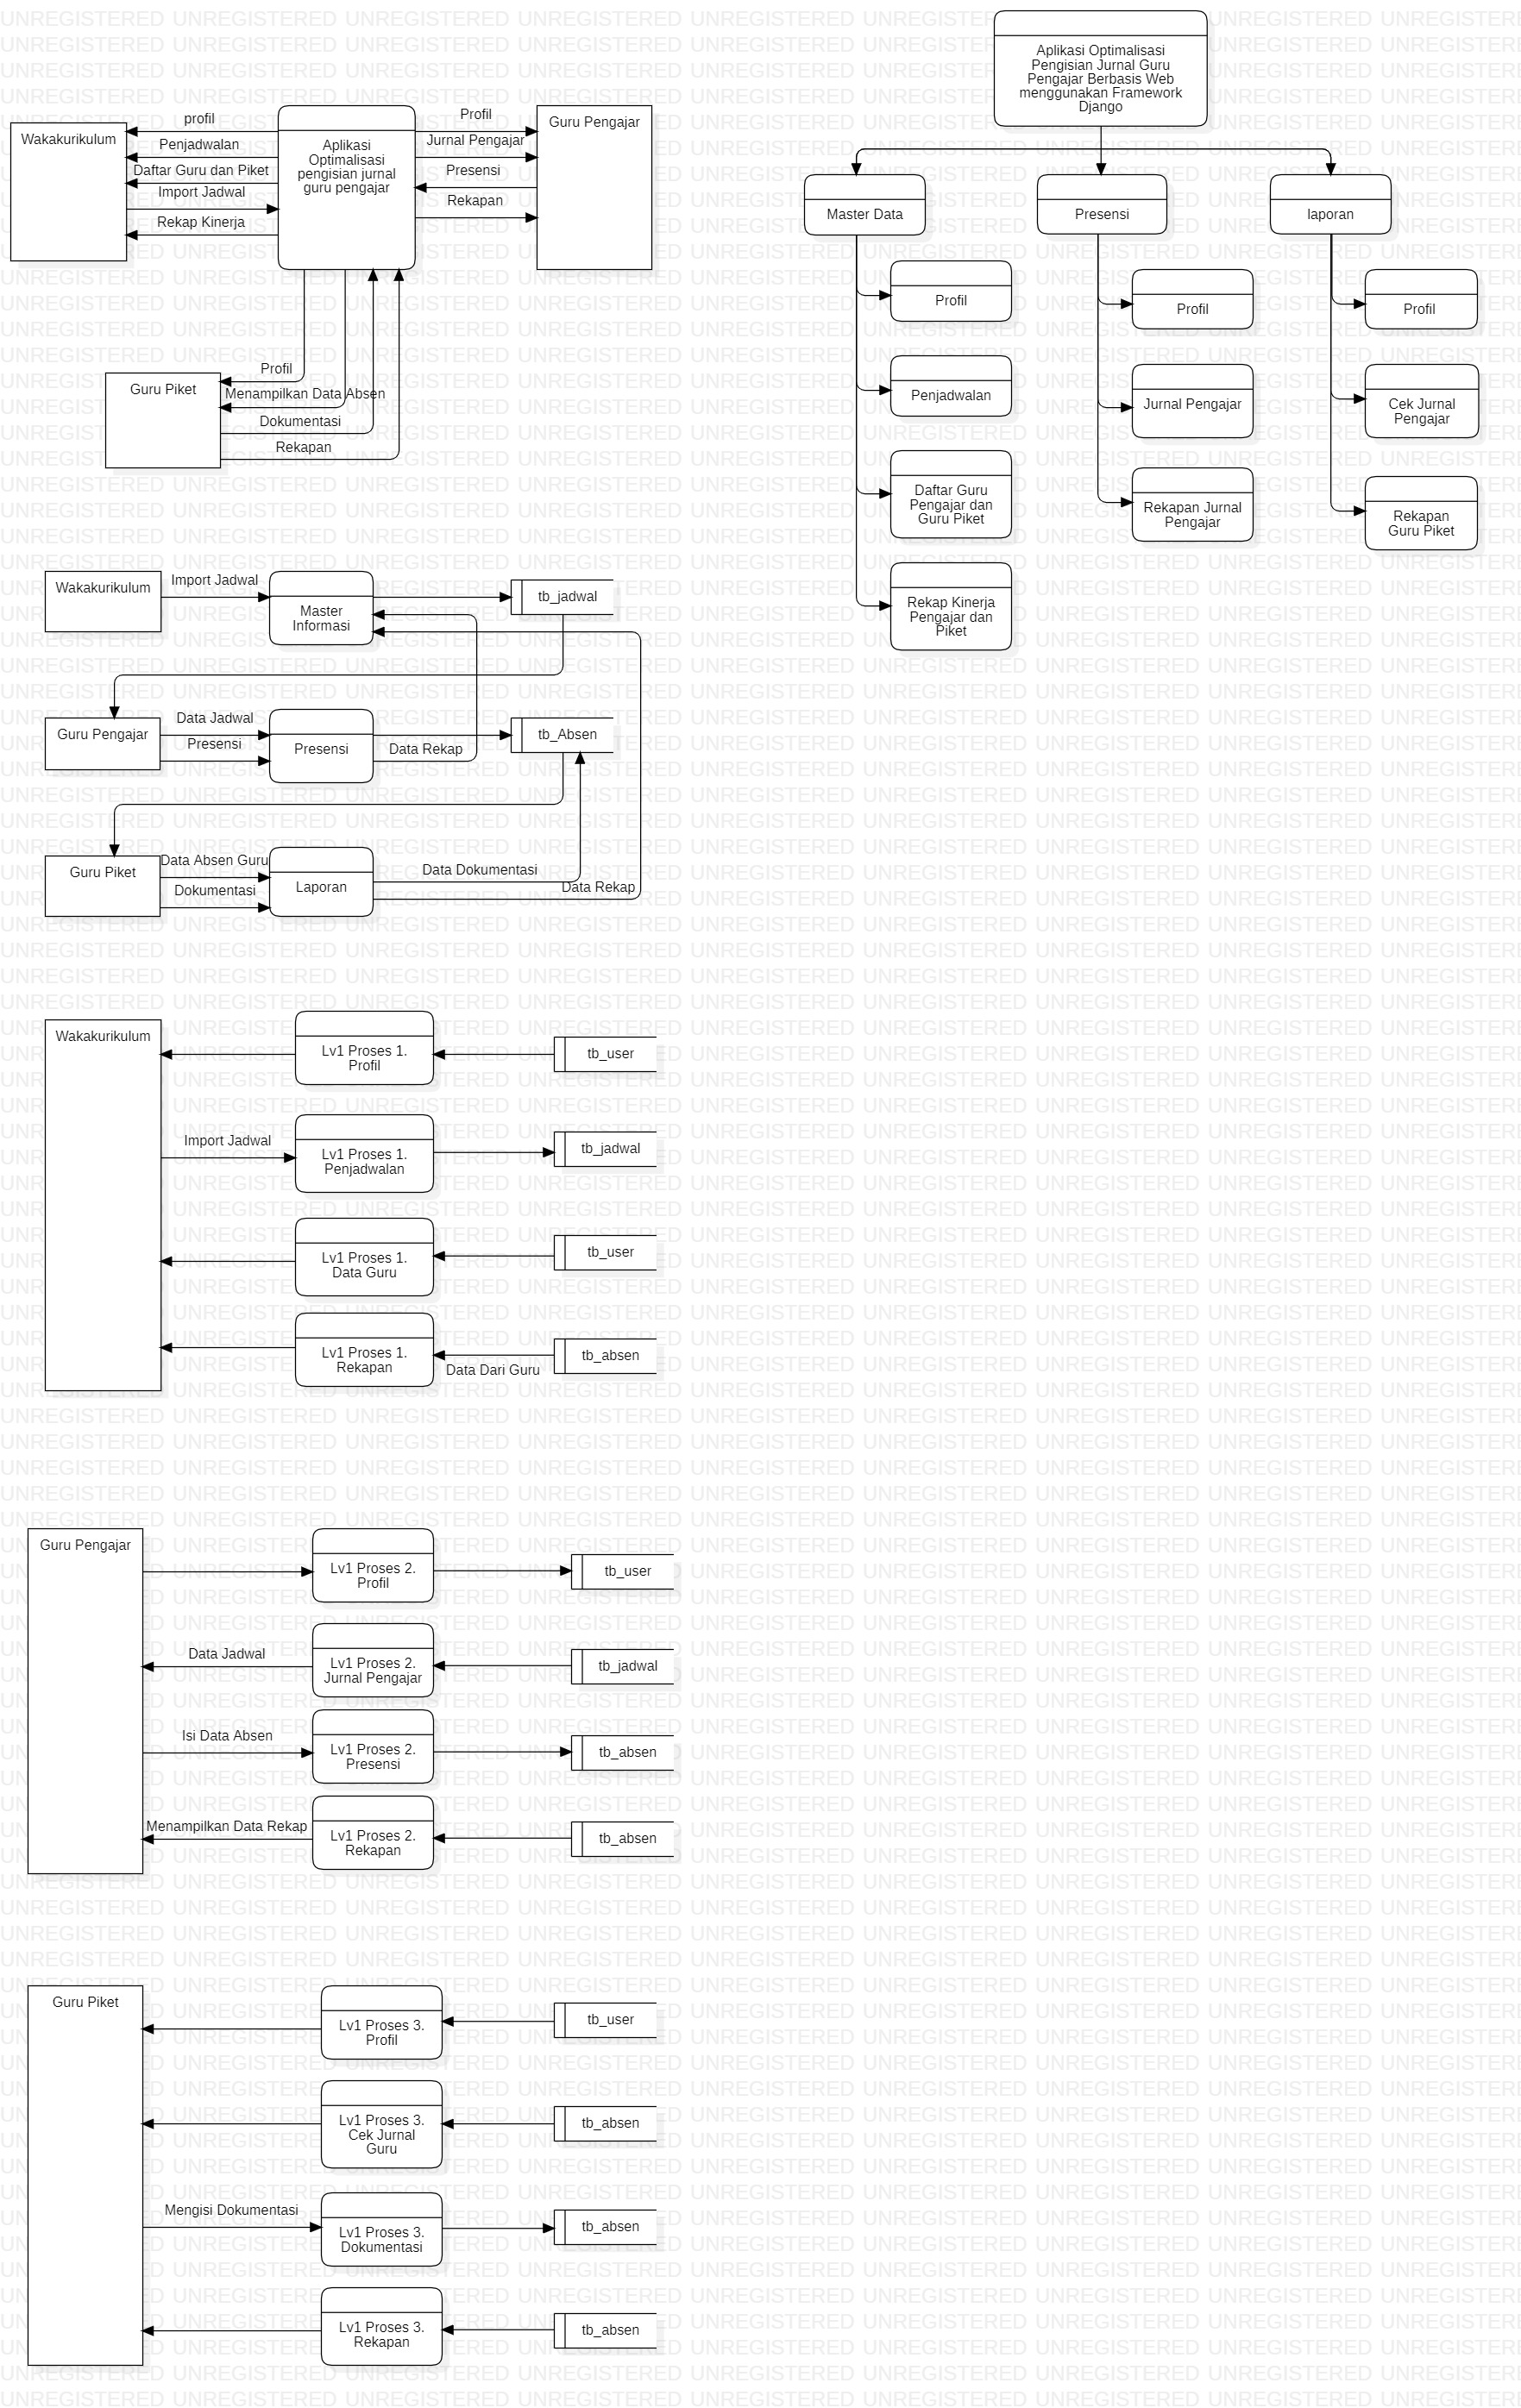 Wakakurikulum
profil
Penjadwalan
Daftar Guru dan Piket
Import Jadwal
Rekap Kinerja
Aplikasi
Optimalisasi
pengisian jurnal
guru pengajar
Profil
Jurnal Pengajar
Presensi
Rekapan
Guru Pengajar
Guru Piket
Profil
Menampilkan Data Absen
Dokumentasi
Rekapan
Aplikasi Optimalisasi
Pengisian Jurnal Guru
Pengajar Berbasis Web
menggunakan Framework
Django
Master Data
Presensi
laporan
Profil
Penjadwalan
Daftar Guru
Pengajar dan
Guru Piket
Rekap Kinerja
Pengajar dan
Piket
Profil
Jurnal Pengajar
Rekapan Jurnal
Pengajar
Profil
Cek Jurnal
Pengajar
Rekapan
Guru Piket
Wakakurikulum
Import Jadwal
Master
Informasi
tb_jadwal
Guru Pengajar
Data Jadwal
Presensi
Presensi
Data Rekap
tb_Absen
Guru Piket
Data Absen Guru
Dokumentasi
Laporan
Data Dokumentasi
Data Rekap
Wakakurikulum
Lv1 Proses 1.
Profil
tb_user
Import Jadwal
Lv1 Proses 1.
Penjadwalan
tb_jadwal
Lv1 Proses 1.
Data Guru
tb_user
Lv1 Proses 1.
Rekapan
Data Dari Guru
tb_absen
Guru Pengajar
Lv1 Proses 2.
Profil
tb_user
Data Jadwal
Lv1 Proses 2.
Jurnal Pengajar
tb_jadwal
Isi Data Absen
Lv1 Proses 2.
Presensi
tb_absen
Menampilkan Data Rekap
Lv1 Proses 2.
Rekapan
tb_absen
Guru Piket
Lv1 Proses 3.
Profil
tb_user
Lv1 Proses 3.
Cek Jurnal
Guru
tb_absen
Mengisi Dokumentasi
Lv1 Proses 3.
Dokumentasi
tb_absen
Lv1 Proses 3.
Rekapan
tb_absen
UNREGISTERED